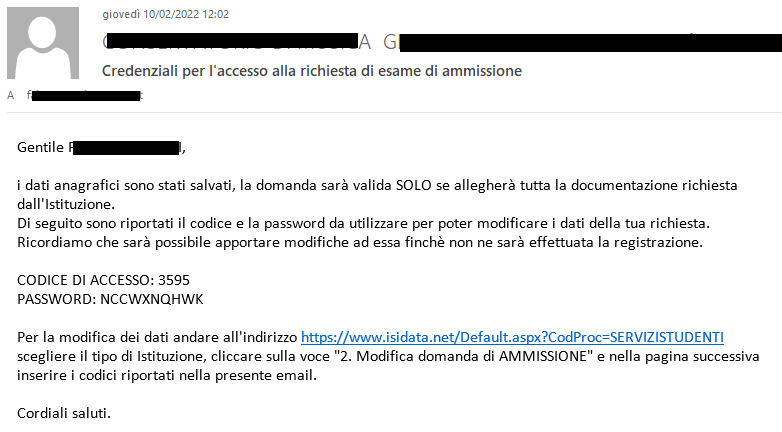 giovedì 10/02/2022 12:02
Credenziali per l'accesso alla richiesta di esame di ammissione
A
Gentile
i dati anagrafici sono stati salvati, la domanda sarà valida SOLO se allegherà tutta la documentazione richiesta
dall'Istituzione.
Di seguito sono riportati il codice e la password da utilizzare per poter modificare i dati della tua richiesta.
Ricordiamo che sarà possibile apportare modifiche ad essa finchè non ne sarà effettuata la registrazione.
CODICE DI ACCESSO: 3595
PASSWORD: NCCWXNQHWK
Per la modifica dei dati andare all'indirizzo https://www.isidata.net/Default.aspx?CodProc=SERVIZISTUDENTI
scegliere il tipo di Istituzione, cliccare sulla voce "2. Modifica domanda di AMMISSIONE" e nella pagina successiva
inserire i codici riportati nella presente email.
Cordiali saluti.